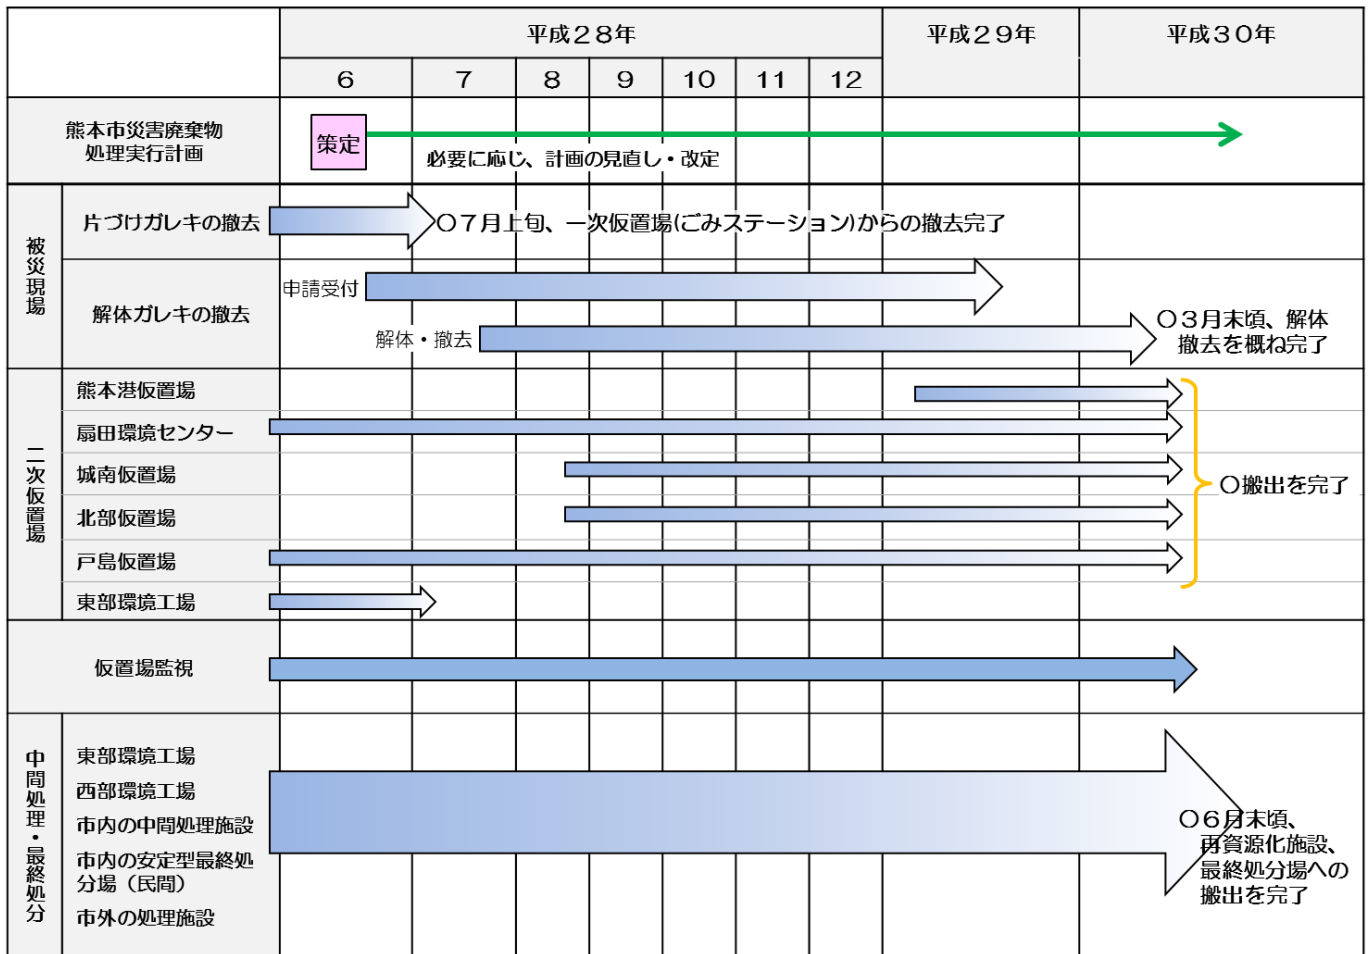 平成２８年
平成２９年
平成３０年
6
7
8
9
10
11
12
熊本市災害廃棄物
処理実行計画
策定
必要に応じ、計画の見直し・改定
被災現場
片づけガレキの撤去
〇７月上旬、一次仮置場(ごみステーション)からの撤去完了
解体ガレキの撤去
申請受付
解体・撤去
〇３月末頃、解体
撤去を概ね完了
二次仮置場
熊本港仮置場
扇田環境センター
城南仮置場
北部仮置場
戸島仮置場
東部環境工場
〇搬出を完了
仮置場監視
中間処理・最終処分
東部環境工場
西部環境工場
市内の中間処理施設
市内の安定型最終処
分場（民間）
市外の処理施設
〇６月末頃、
再資源化施設、
最終処分場への
搬出を完了